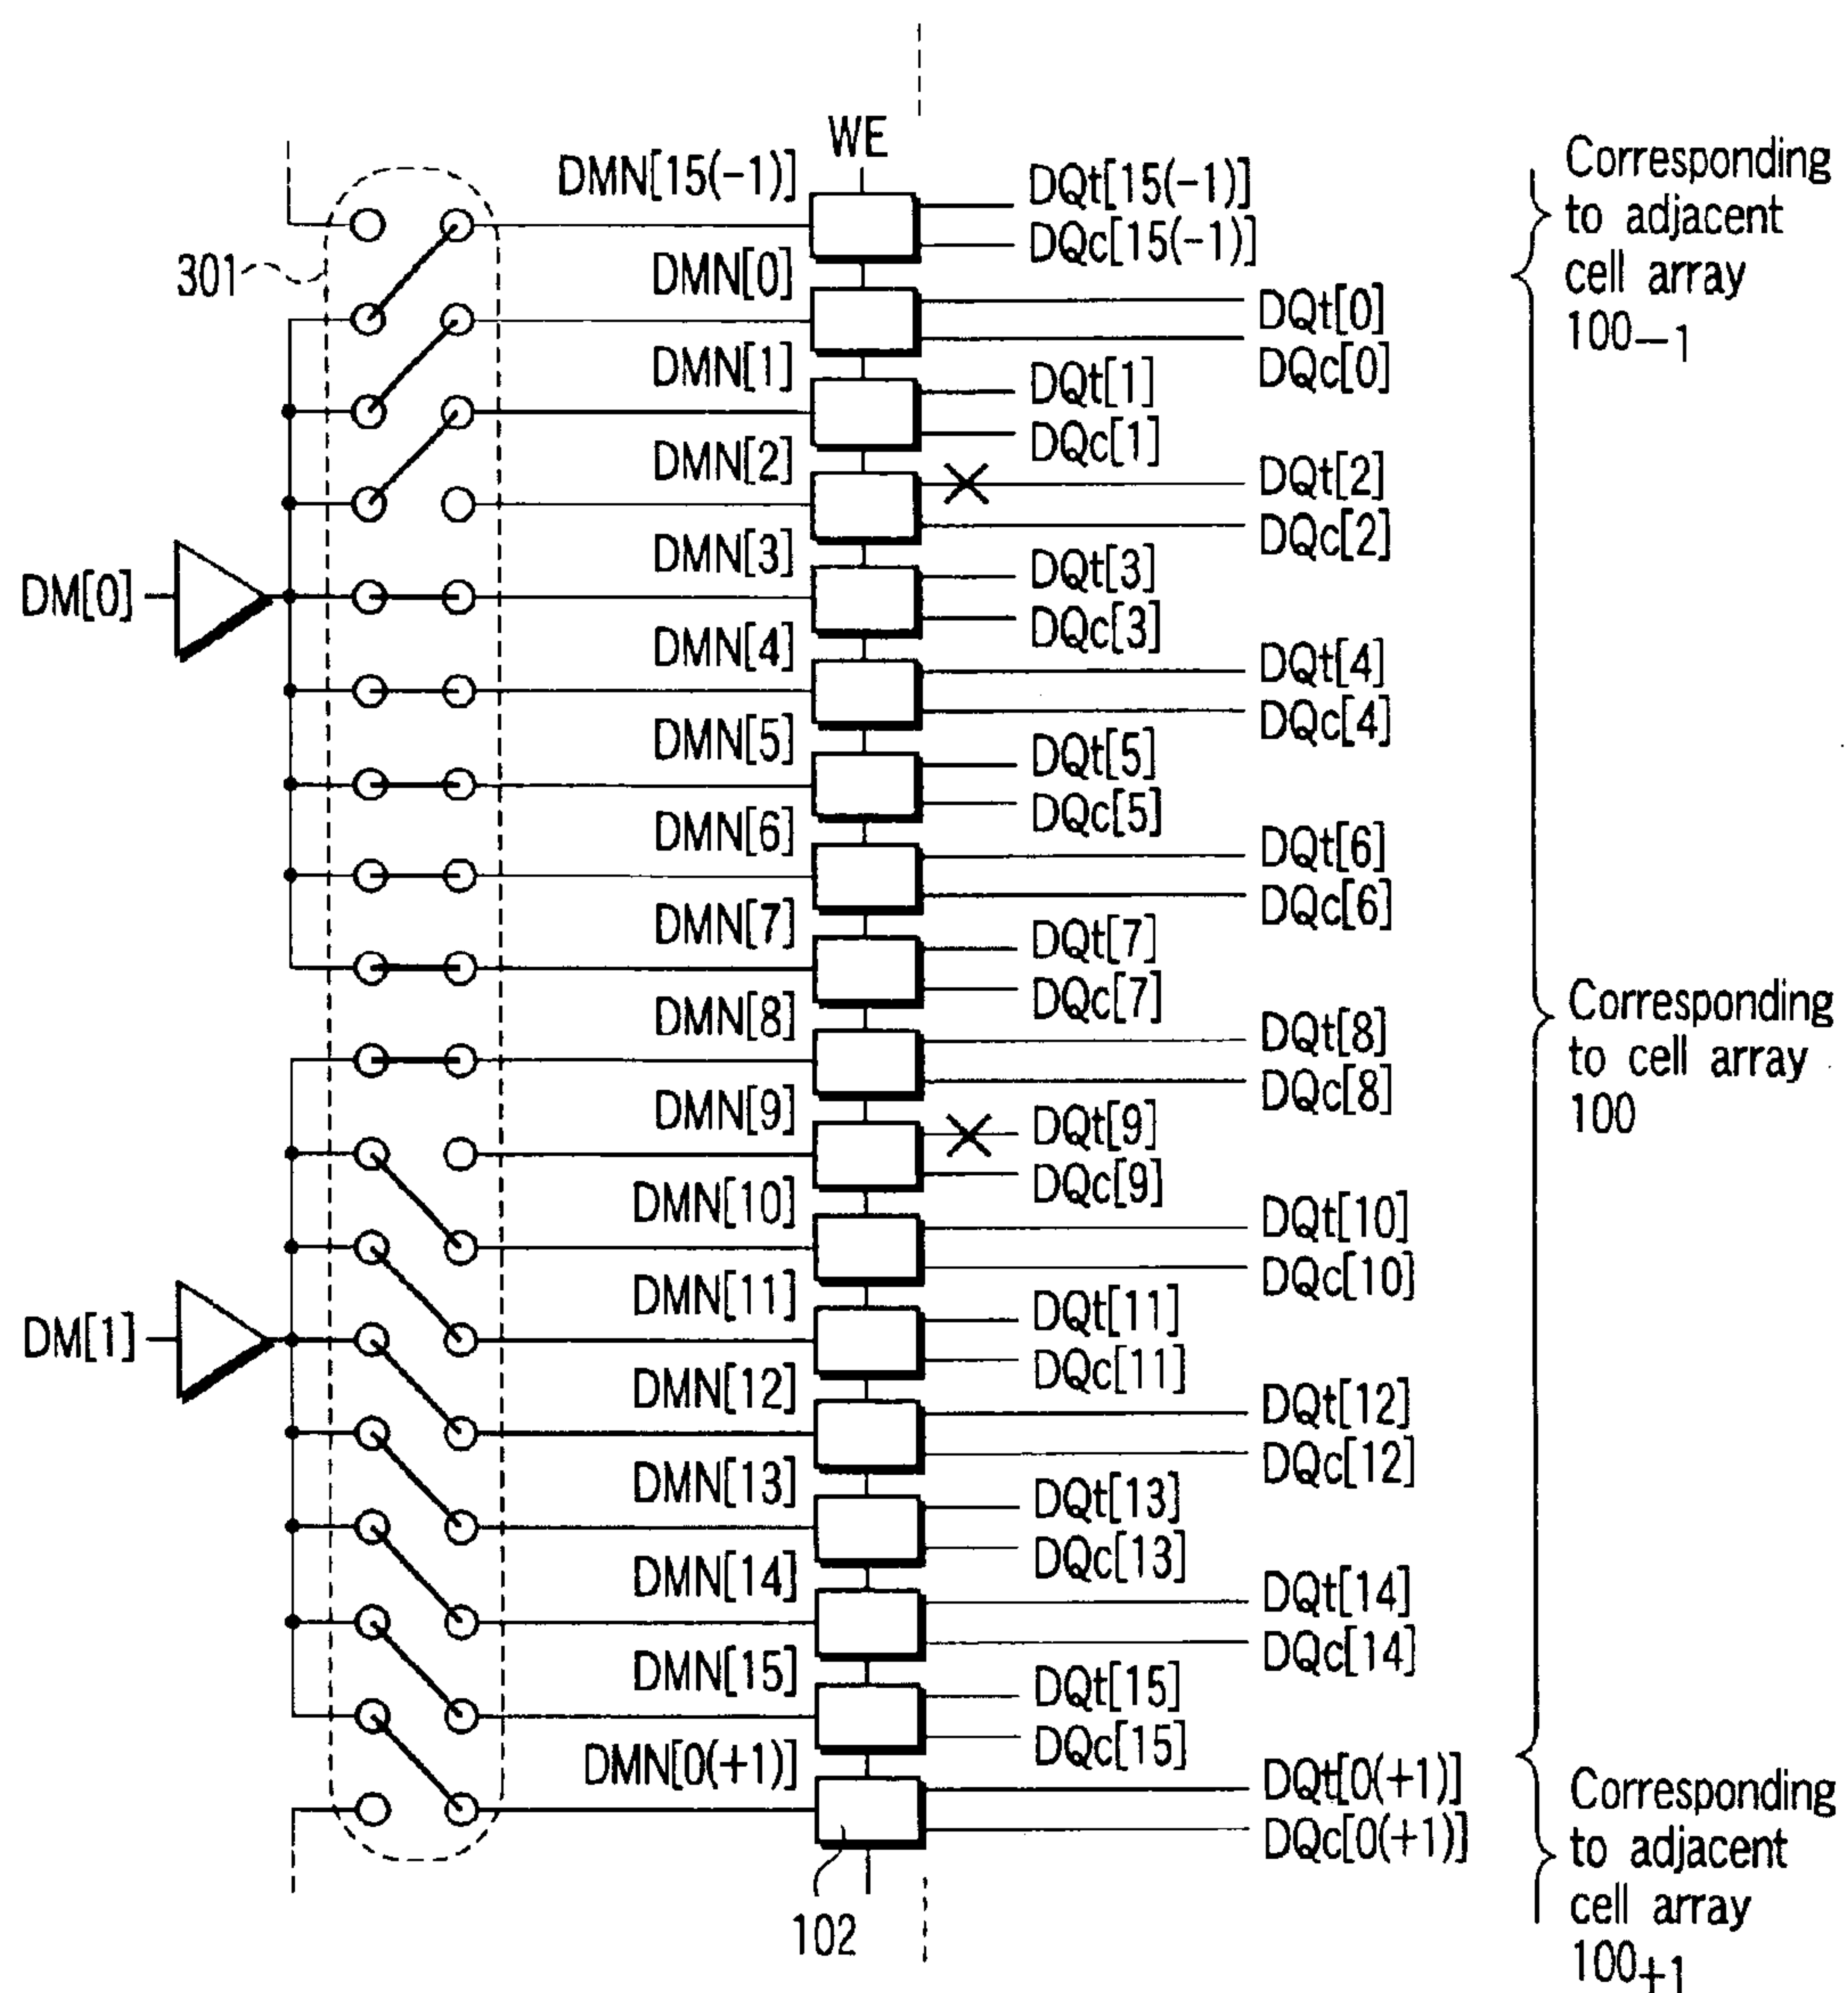 WE
DMN[15(-1)]
DQt[15(-1)]
DQc[15(-1)]
Corresponding
to adjacent
cell array
100-1
301
DMN[0]
DQt[0]
DQc[0]
DMN[1]
DQt[1]
DQc[1]
DMN[2]
DQt[2]
DQc[2]
DM[0]
DMN[3]
DQt[3]
DQc[3]
DMN[4]
DQt[4]
DQc[4]
DMN[5]
DQt[5]
DQc[5]
DMN[6]
DQt[6]
DQc[6]
DMN[7]
DQt[7]
DQc[7]
Corresponding
to cell array
100
DMN[8]
DQt[8]
DQc[8]
DMN[9]
DQt[9]
DQc[9]
DMN[10]
DQt[10]
DQc[10]
DM[1]
DMN[11]
DQt[11]
DQc[11]
DMN[12]
DQt[12]
DQc[12]
DMN[13]
DQt[13]
DQc[13]
DMN[14]
DQt[14]
DQc[14]
DMN[15]
DQt[15]
DQc[15]
DMN[0(+1)]
DQt[0(+1)]
DQc[0(+1)]
Corresponding
to adjacent
cell array
100+1
102